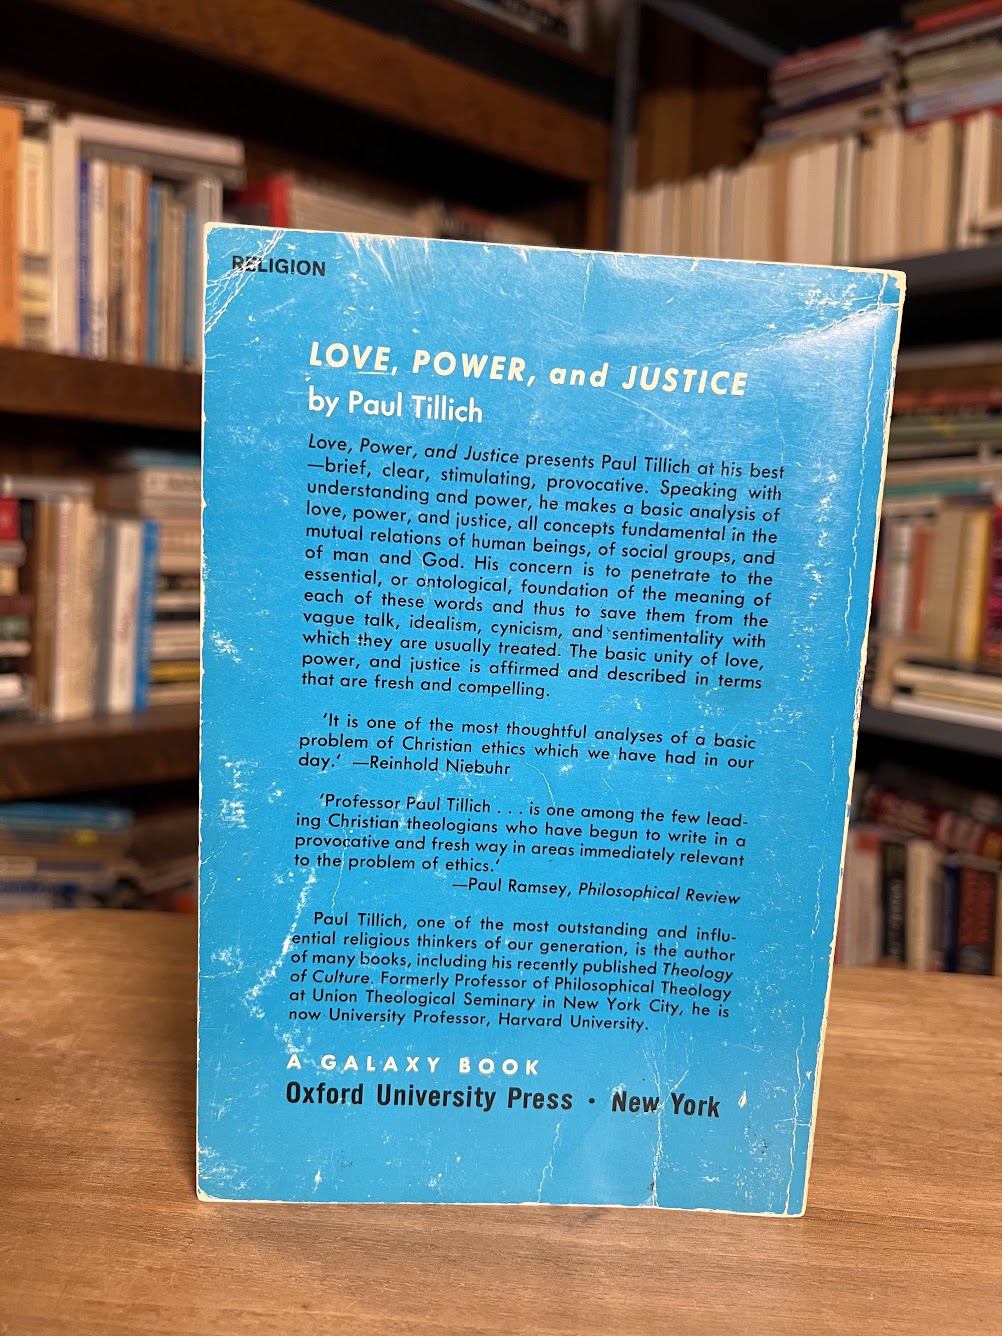 RELIGION
LOVE, POWER, and JUSTICE
by Paul Tillich
Love, Power, and Justice presents Paul Tillich at his best
—brief, clear, stimulating, provocative. Speaking with
understanding and power, he makes a basic analysis of
love, power, and justice, all concepts fundamental in the
mutual relations of human beings, of social groups, and
of man and God. His concern is to penetrate to the
essential, or ontological, foundation of the meaning of
each of these words and thus to save them from the
vague talk, idealism, cynicism, and sentimentality with
which they are usually treated. The basic unity of love,
power, and justice is affirmed and described in terms
that are fresh and compelling.
'It is one of the most thoughtful analyses of a basic
problem of Christian ethics which we have had in our
day.' —Reinhold Niebuhr
'Professor Paul Tillich . . . is one among the few lead-
ing Christian theologians who have begun to write in a
provocative and fresh way in areas immediately relevant
to the problem of ethics.'
—Paul Ramsey, Philosophical Review
Paul Tillich, one of the most outstanding and influ-
ential religious thinkers of our generation, is the author
of many books, including his recently published Theology
of Culture. Formerly Professor of Philosophical Theology
at Union Theological Seminary in New York City, he is
now University Professor, Harvard University.
A GALAXY BOOK
Oxford University Press • New York